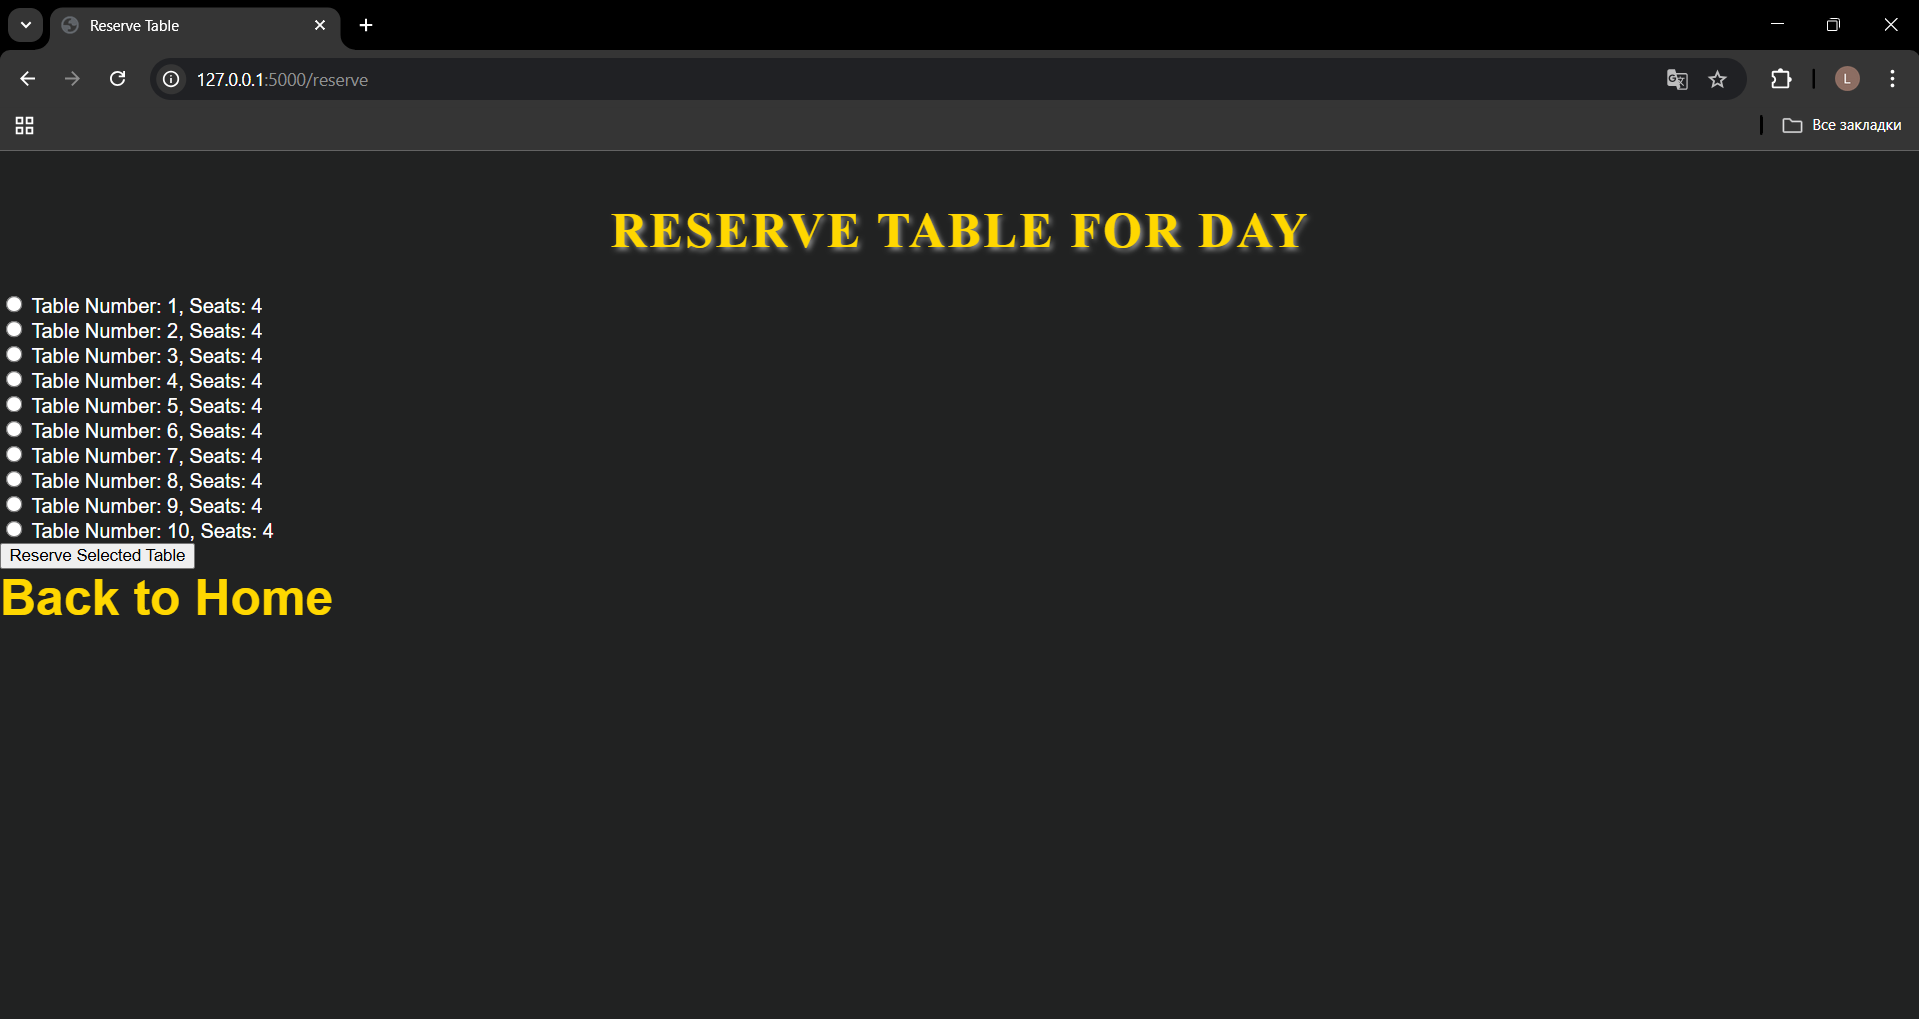 Reserve Table
127.0.0.1:5000/reserve
L
Все закладки
RESERVE TABLE FOR DAY
Table Number: 1, Seats: 4
Table Number: 2, Seats: 4
Table Number: 3, Seats: 4
Table Number: 4, Seats: 4
Table Number: 5, Seats: 4
Table Number: 6, Seats: 4
Table Number: 7, Seats: 4
Table Number: 8, Seats: 4
Table Number: 9, Seats: 4
Table Number: 10, Seats: 4
Reserve Selected Table
Back to Home